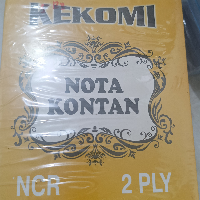 KEKOMI
NOTA
KONTAN
NCR 2 PLY